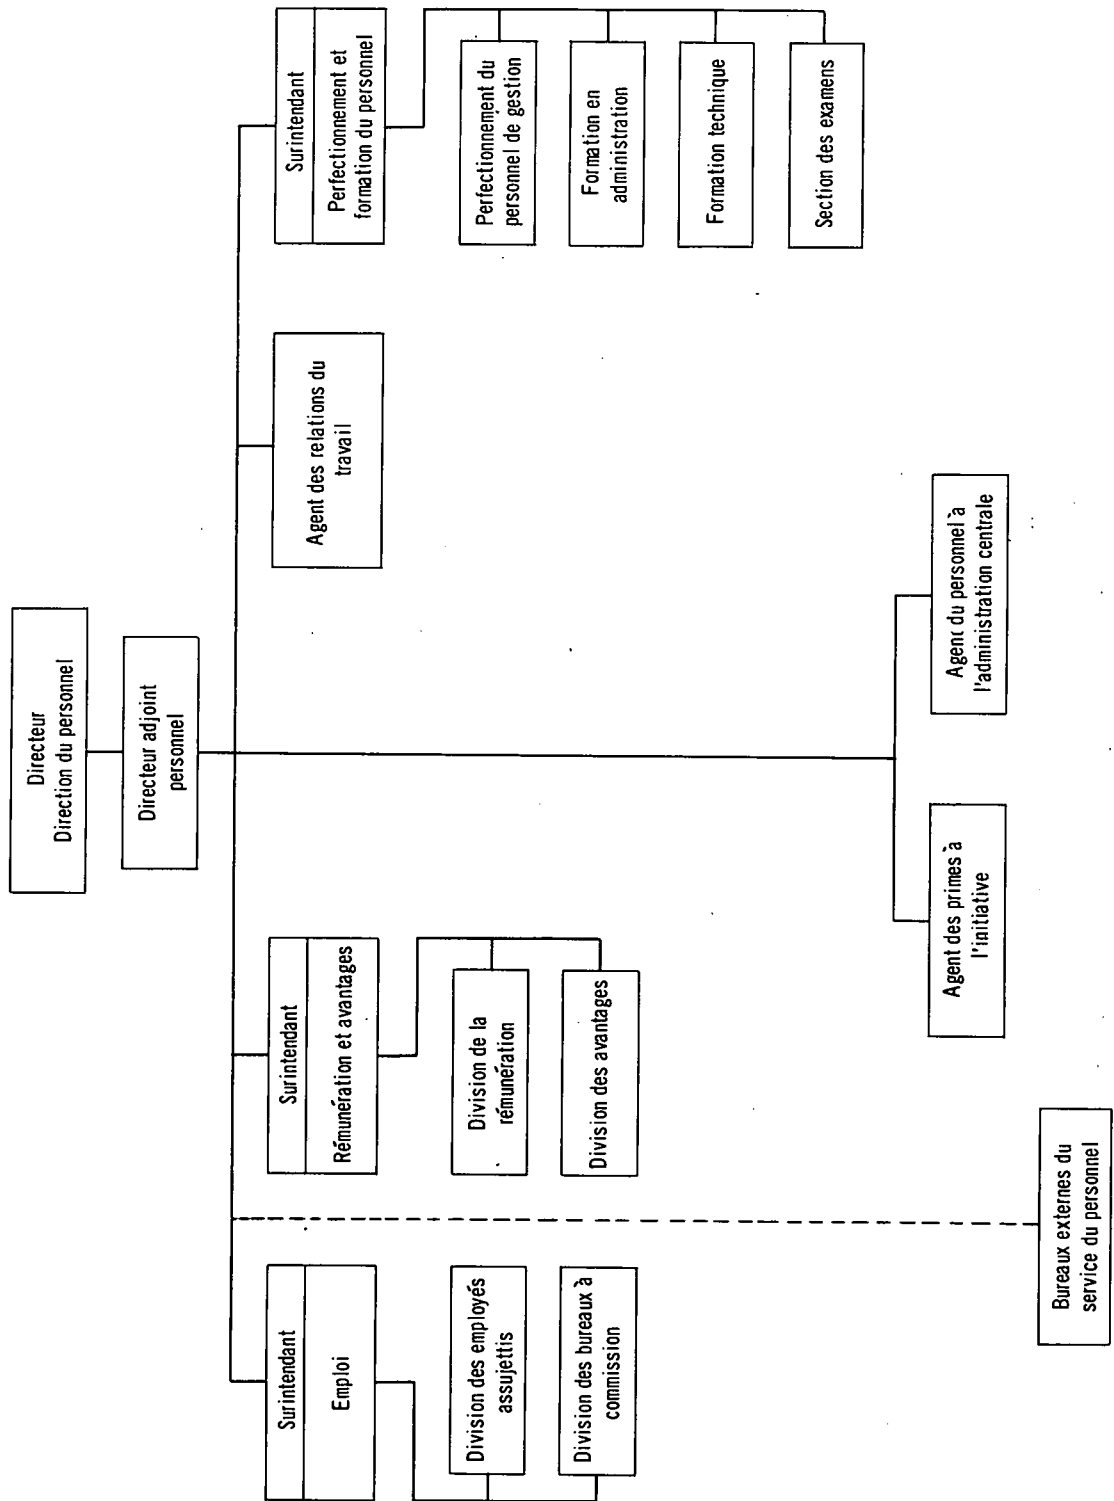 Directeur
Direction du personnel
Directeur adjoint
personnel
Surintendant
Emploi
Surintendant
Rémunération et avantages
Agent des relations du
travail
Surintendant
Perfectionnement et
formation du personnel
Division des employés
assujettis
Division des bureaux à
commission
Division de la
rémunération
Division des avantages
Perfectionnement du
personnel de gestion
Formation en
administration
Formation technique
Section des examens
Agent des primes à
l'initiative
Agent du personnel à
l'administration centrale
Bureaux externes du
service du personnel